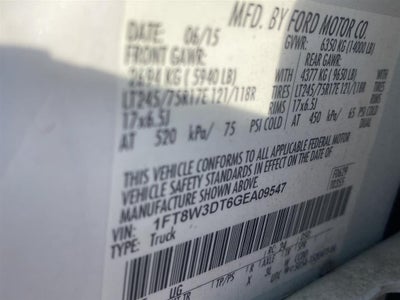 MFD. BY FORD MOTOR CO.
DATE: 06/15 GVWR: 6350 KG (14000 LB)
FRONT GAWR: REAR GAWR:
2694 KG (5940 LB) WITH 4377 KG (9650 LB)
LT245/75R17E 121/118R TIRES LT245/75R17E 121/118R
17x6.5J RIMS 17x6.5J
AT 520 kPa/ 75 PSI COLD AT 450 kPa/ 65 PSI COLD
THIS VEHICLE CONFORMS TO ALL APPLICABLE FEDERAL MOTOR
VEHICLE SAFETY STANDARDS IN EFFECT ON THE DATE OF
MANUFACTURE SHOWN ABOVE.
VIN: 1FT8W3DT6GEA09547
TYPE: Truck
TP/PS